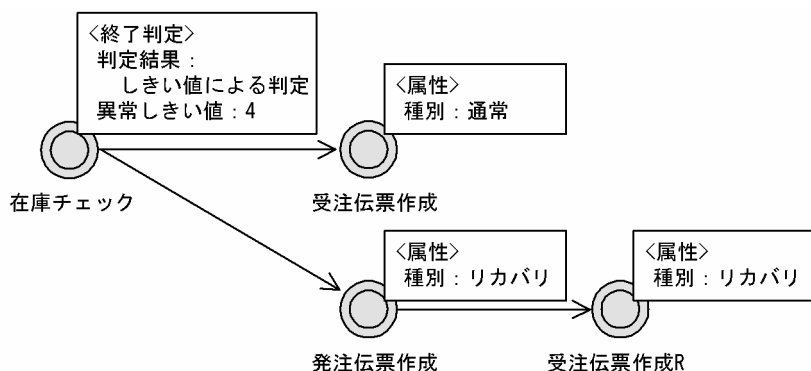 <終了判定>
判定結果：
しきい値による判定
異常しきい値：4
<属性>
種別：通常
在庫チェック
受注伝票作成
<属性>
種別：リカバリ
<属性>
種別：リカバリ
発注伝票作成
受注伝票作成R